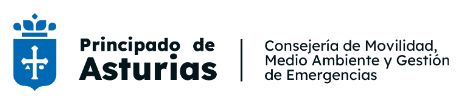 Principado de
Asturias
Consejería de Movilidad,
Medio Ambiente y Gestión
de Emergencias